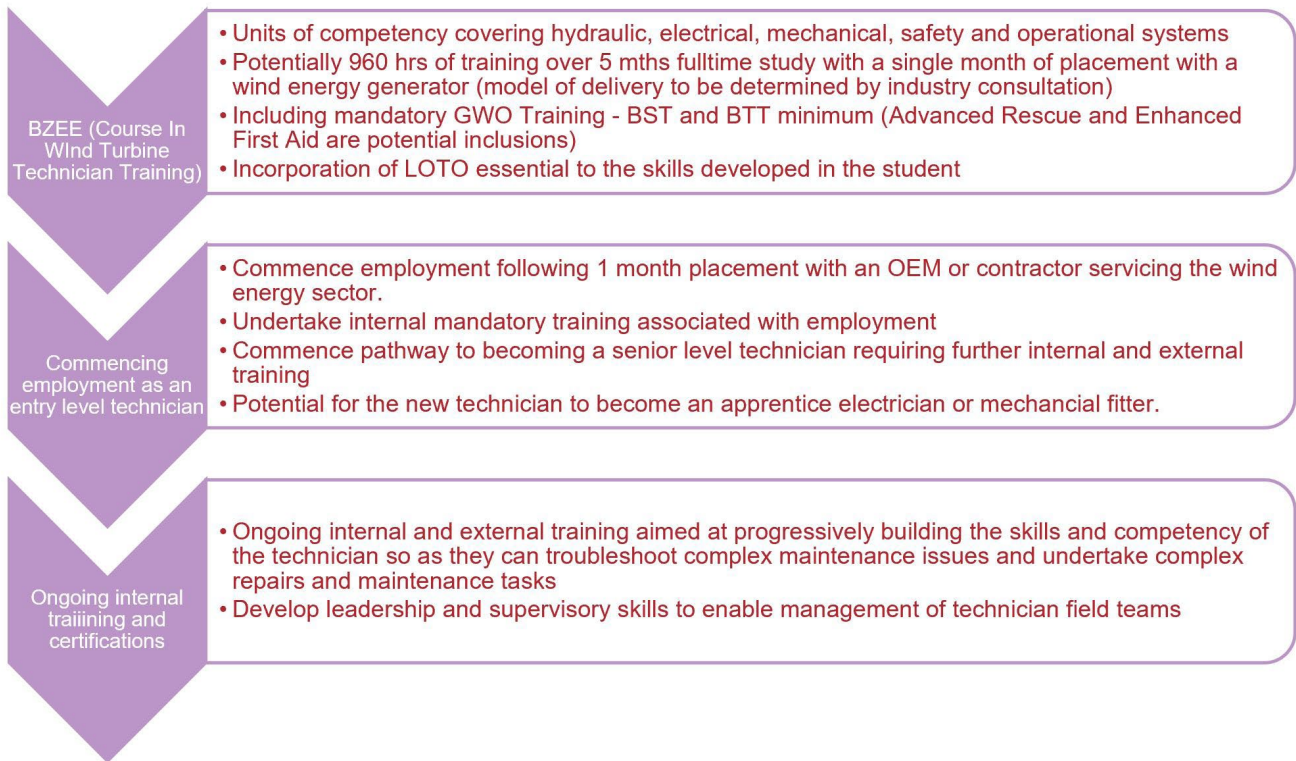 BZEE (Course In
WInd Turbine
Technician Training)
• Units of competency covering hydraulic, electrical, mechanical, safety and operational systems
• Potentially 960 hrs of training over 5 mths fulltime study with a single month of placement with a
wind energy generator (model of delivery to be determined by industry consultation)
• Including mandatory GWO Training - BST and BTT minimum (Advanced Rescue and Enhanced
First Aid are potential inclusions)
• Incorporation of LOTO essential to the skills developed in the student
Commencing
employment as an
entry level technician
• Commence employment following 1 month placement with an OEM or contractor servicing the wind
energy sector.
• Undertake internal mandatory training associated with employment
• Commence pathway to becoming a senior level technician requiring further internal and external
training
• Potential for the new technician to become an apprentice electrician or mechancial fitter.
Ongoing internal
traiiining and
certifications
• Ongoing internal and external training aimed at progressively building the skills and competency of
the technician so as they can troubleshoot complex maintenance issues and undertake complex
repairs and maintenance tasks
• Develop leadership and supervisory skills to enable management of technician field teams